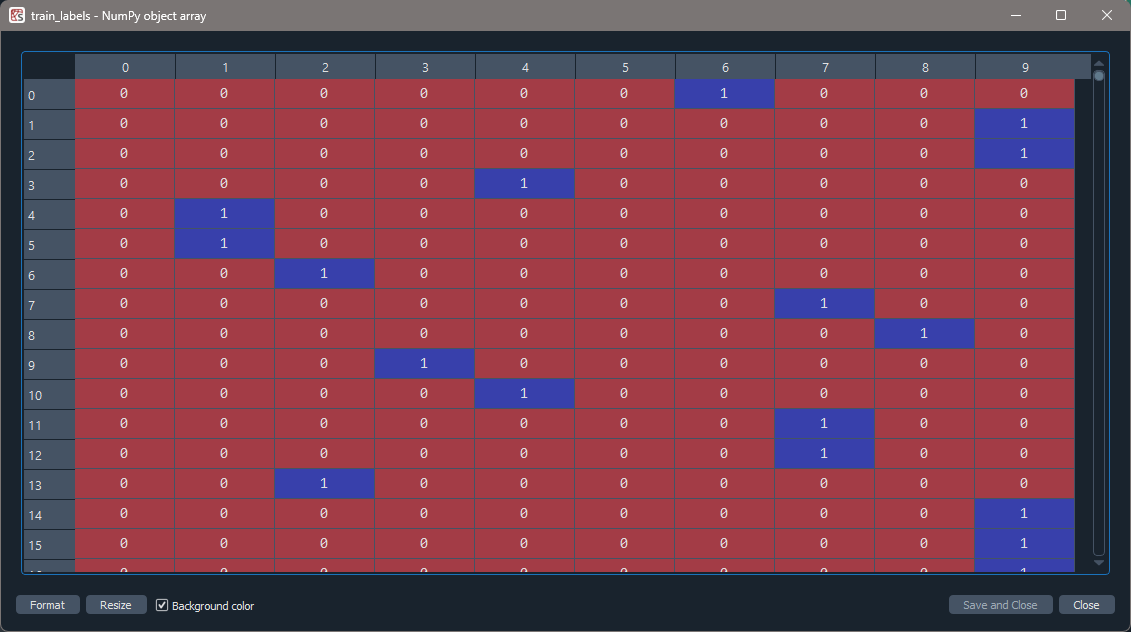 train_labels - NumPy object array
0 1 2 3 4 5 6 7 8 9
0 0 0 0 0 0 0 1 0 0 0
1 0 0 0 0 0 0 0 0 0 1
2 0 0 0 0 0 0 0 0 0 1
3 0 0 0 0 1 0 0 0 0 0
4 0 1 0 0 0 0 0 0 0 0
5 0 1 0 0 0 0 0 0 0 0
6 0 0 1 0 0 0 0 0 0 0
7 0 0 0 0 0 0 0 1 0 0
8 0 0 0 0 0 0 0 0 1 0
9 0 0 0 1 0 0 0 0 0 0
10 0 0 0 0 1 0 0 0 0 0
11 0 0 0 0 0 0 0 1 0 0
12 0 0 0 0 0 0 0 1 0 0
13 0 0 1 0 0 0 0 0 0 0
14 0 0 0 0 0 0 0 0 0 1
15 0 0 0 0 0 0 0 0 0 1
Format Resize Background color Save and Close Close